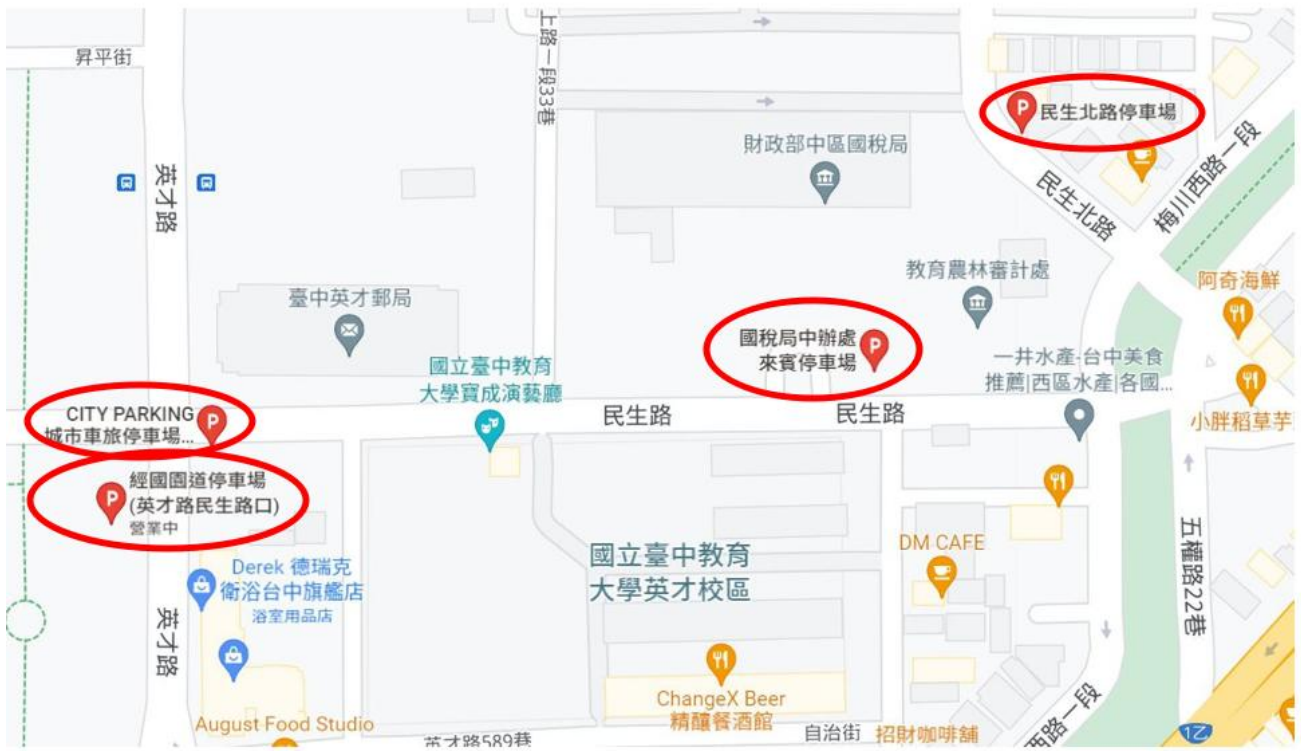 昇平街
上路一段33巷
P
民生北路停車場
財政部中區國稅局
英才路
民生北路
梅川西路一段
教育農林審計處
阿奇海鮮
臺中英才郵局
國稅局中辦處
來賓停車場
P
一井水產-台中美食
推薦|西區水產|各國...
國立臺中教育
大學寶成演藝廳
CITY PARKING
城市車旅停車場...
P
民生路
民生路
小胖稻草芋
經國園道停車場
(英才路民生路口)
營業中
P
國立臺中教育
大學英才校區
DM CAFE
五權路22巷
Derek 德瑞克
衛浴台中旗艦店
浴室用品店
英才路
ChangeX Beer
精釀餐酒館
August Food Studio
英才路589巷
自治街
招財咖啡舖
西路一段
1乙